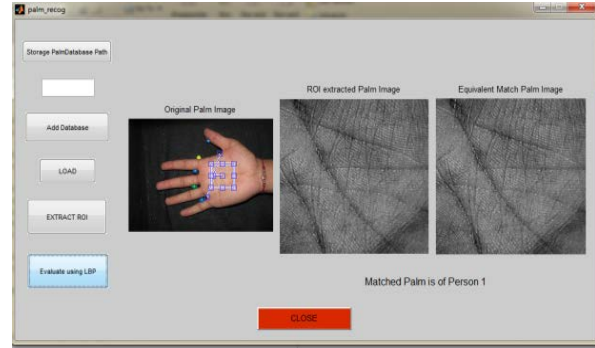 palm_recog
Storage PalmDatabase Path
Add Database
LOAD
EXTRACT ROI
Evaluate using LBP
Original Palm Image
ROI extracted Palm Image
Equivalent Match Palm Image
Matched Palm is of Person 1
CLOSE